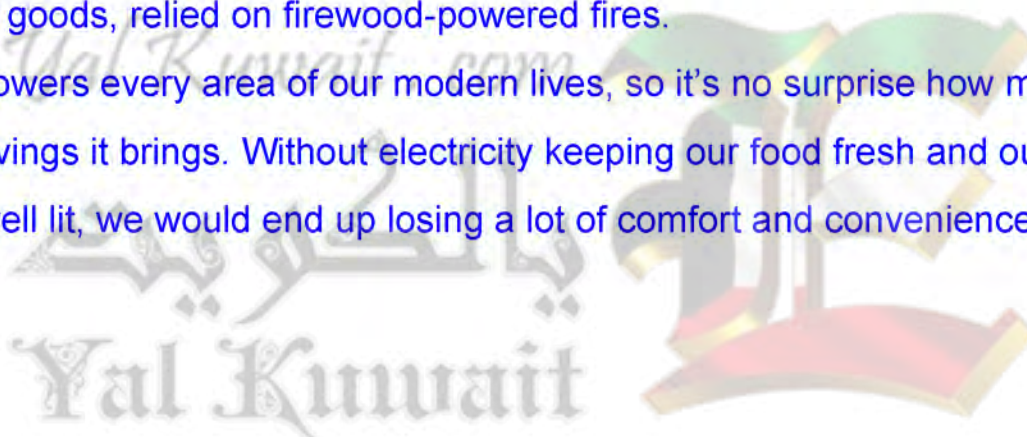 goods, relied on firewood-powered fires.
Yal Kuwait .com
owers every area of our modern lives, so it's no surprise how m
vings it brings. Without electricity keeping our food fresh and ou
ell lit, we would end up losing a lot of comfort and convenience
يالكويت
Yal Kuwait